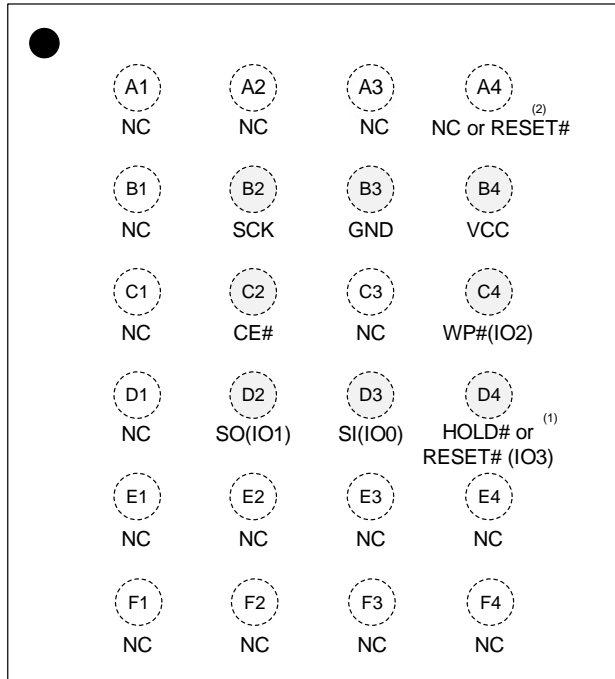 A1 A2 A3 A4
(2)
NC NC NC NC or RESET#
B1 B2 B3 B4
NC SCK GND VCC
C1 C2 C3 C4
NC CE# NC WP#(IO2)
D1 D2 D3 D4
NC SO(IO1) SI(IO0) HOLD# or (1)
RESET# (IO3)
E1 E2 E3 E4
NC NC NC NC
F1 F2 F3 F4
NC NC NC NC